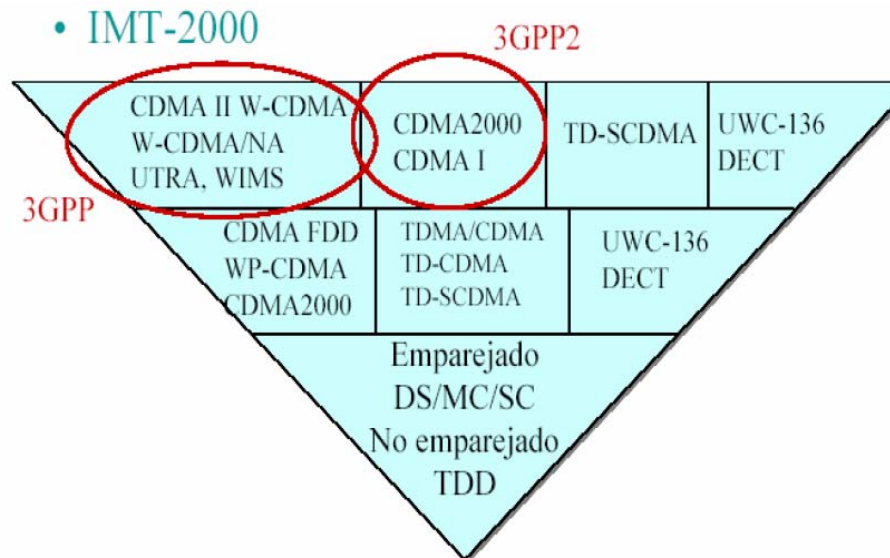 • IMT-2000
3GPP2
CDMA II W-CDMA
W-CDMA/NA
UTRA, WIMS
CDMA2000
CDMA I
TD-SCDMA
UWC-136
DECT
3GPP
CDMA FDD
WP-CDMA
CDMA2000
TDMA/CDMA
TD-CDMA
TD-SCDMA
UWC-136
DECT
Emparejado
DS/MC/SC
No emparejado
TDD